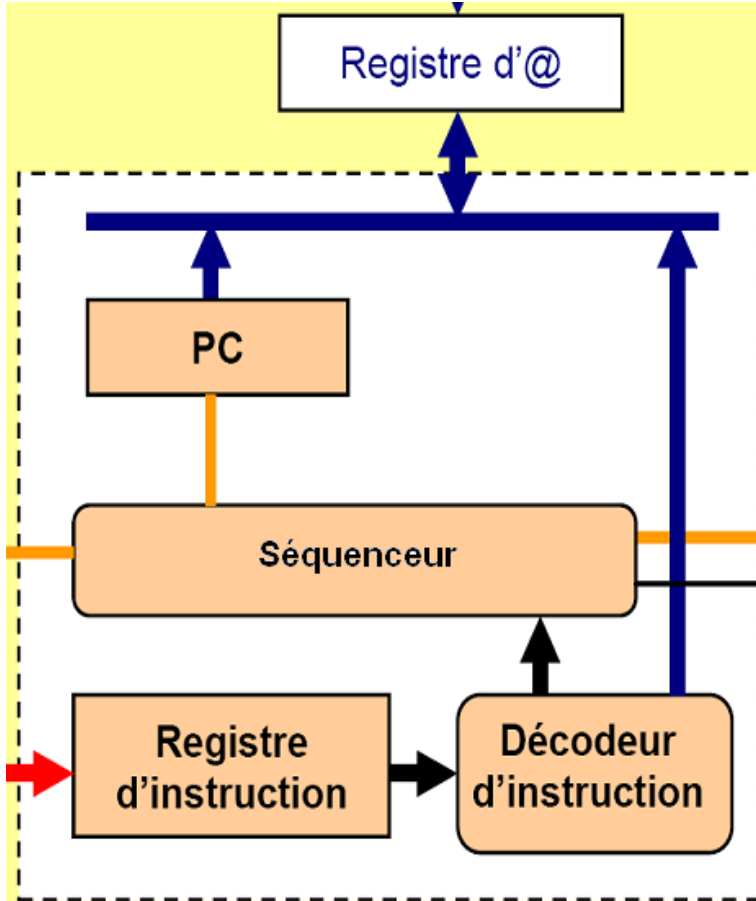 Registre d'@
PC
Séquenceur
Registre
d'instruction
Décodeur
d'instruction